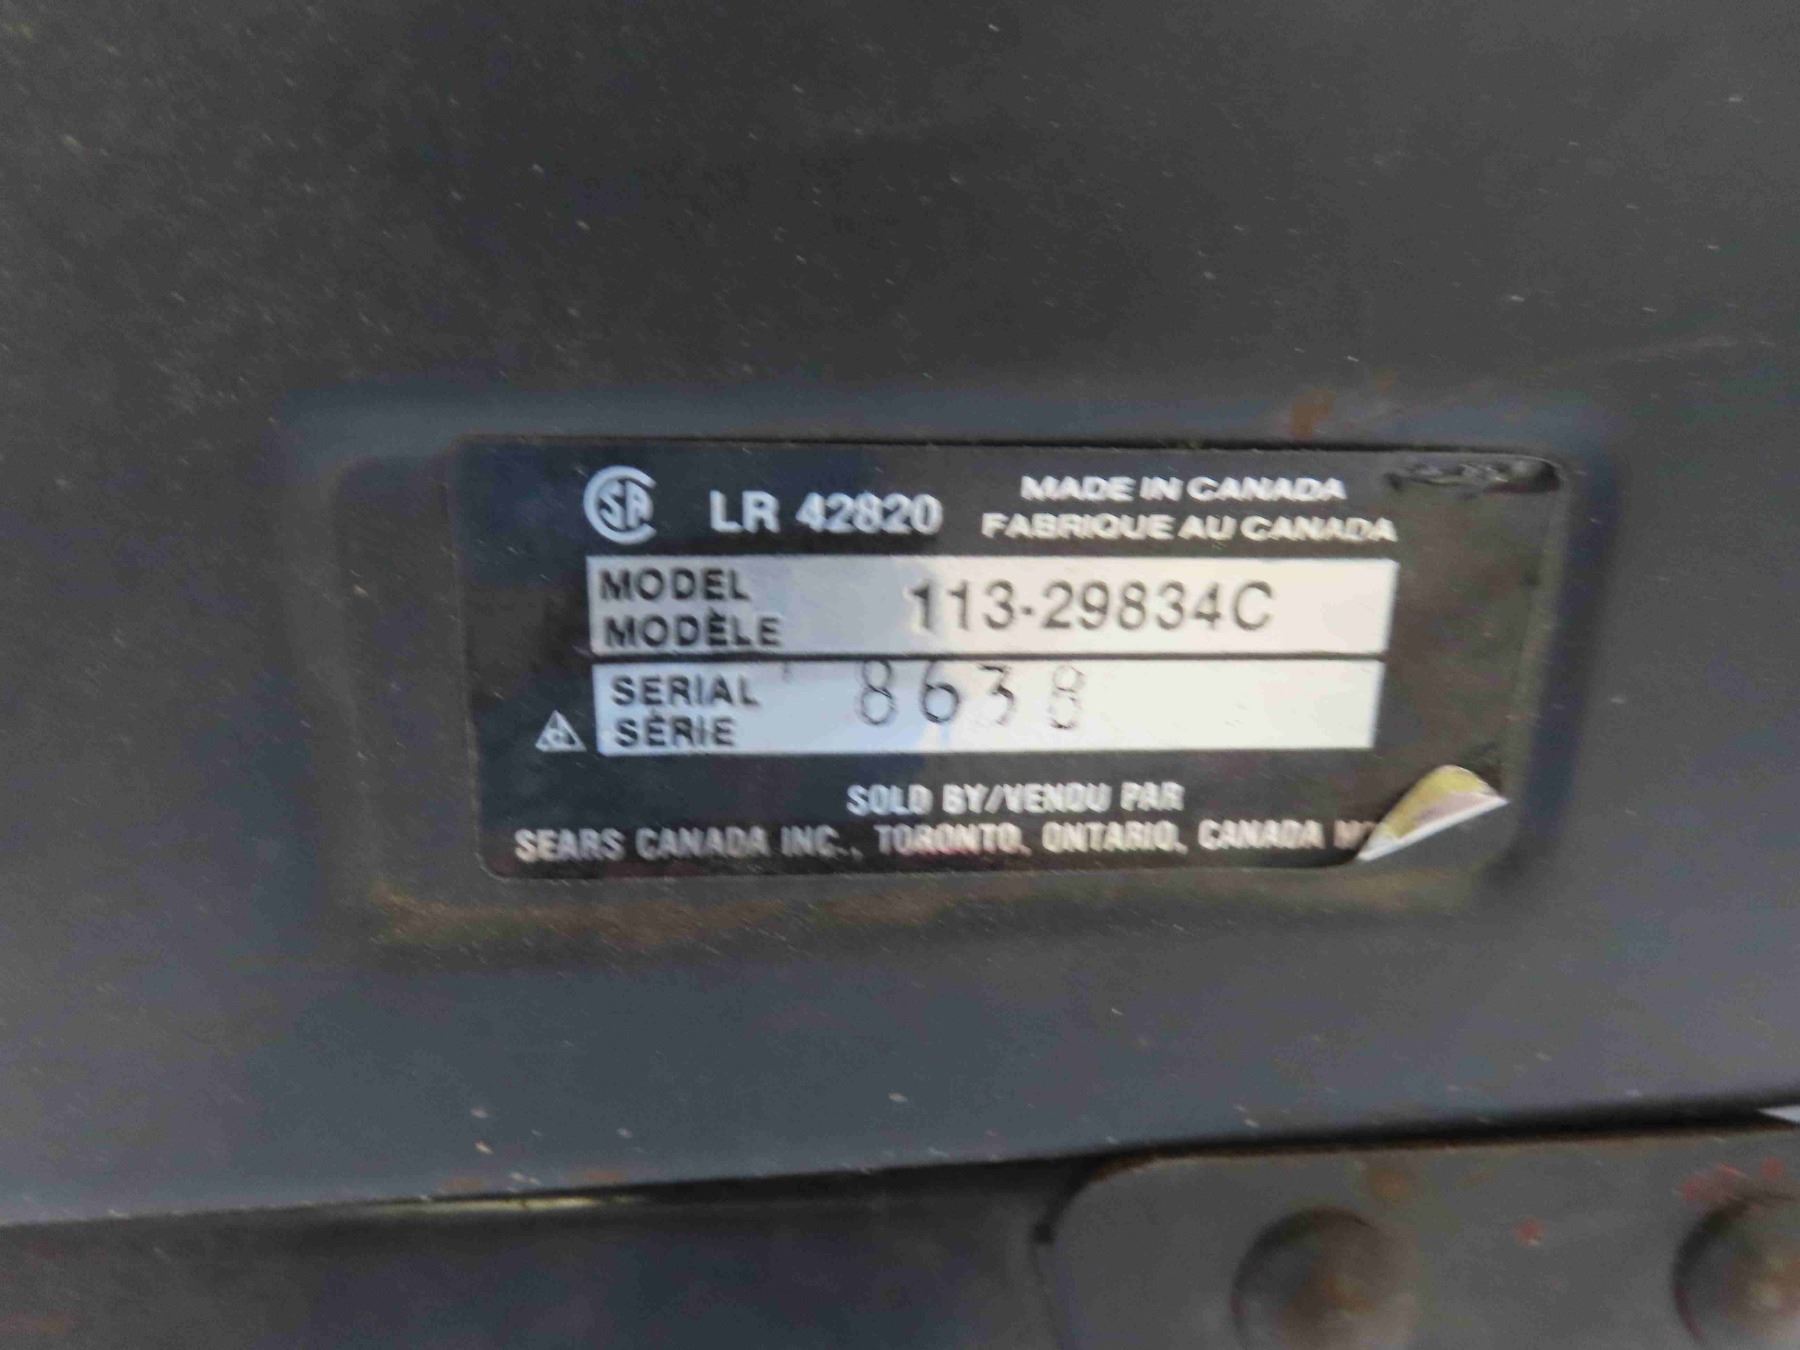 SA LR 42820 MADE IN CANADA
FABRIQUE AU CANADA
MODEL
MODÈLE 113-29834C
SERIAL 8638
SÉRIE
SOLD BY/VENDU PAR
SEARS CANADA INC., TORONTO, ONTARIO, CANADA